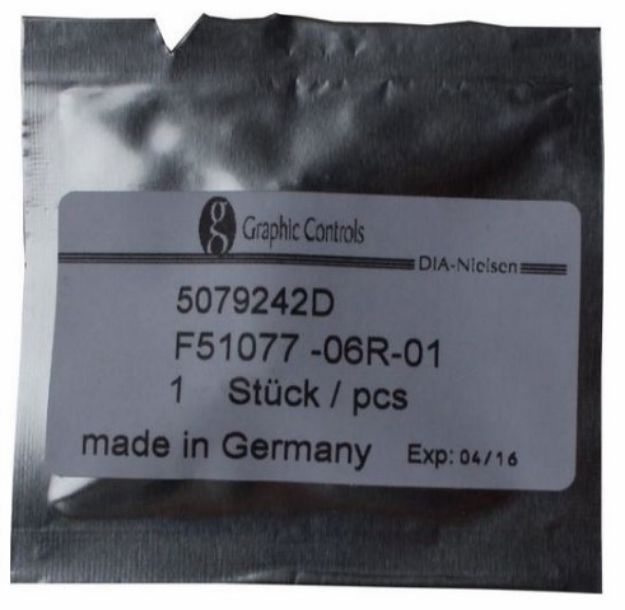 g Graphic Controls
DIA-Nielsen
5079242D
F51077 -06R-01
1 Stück / pcs
made in Germany Exp: 04/16